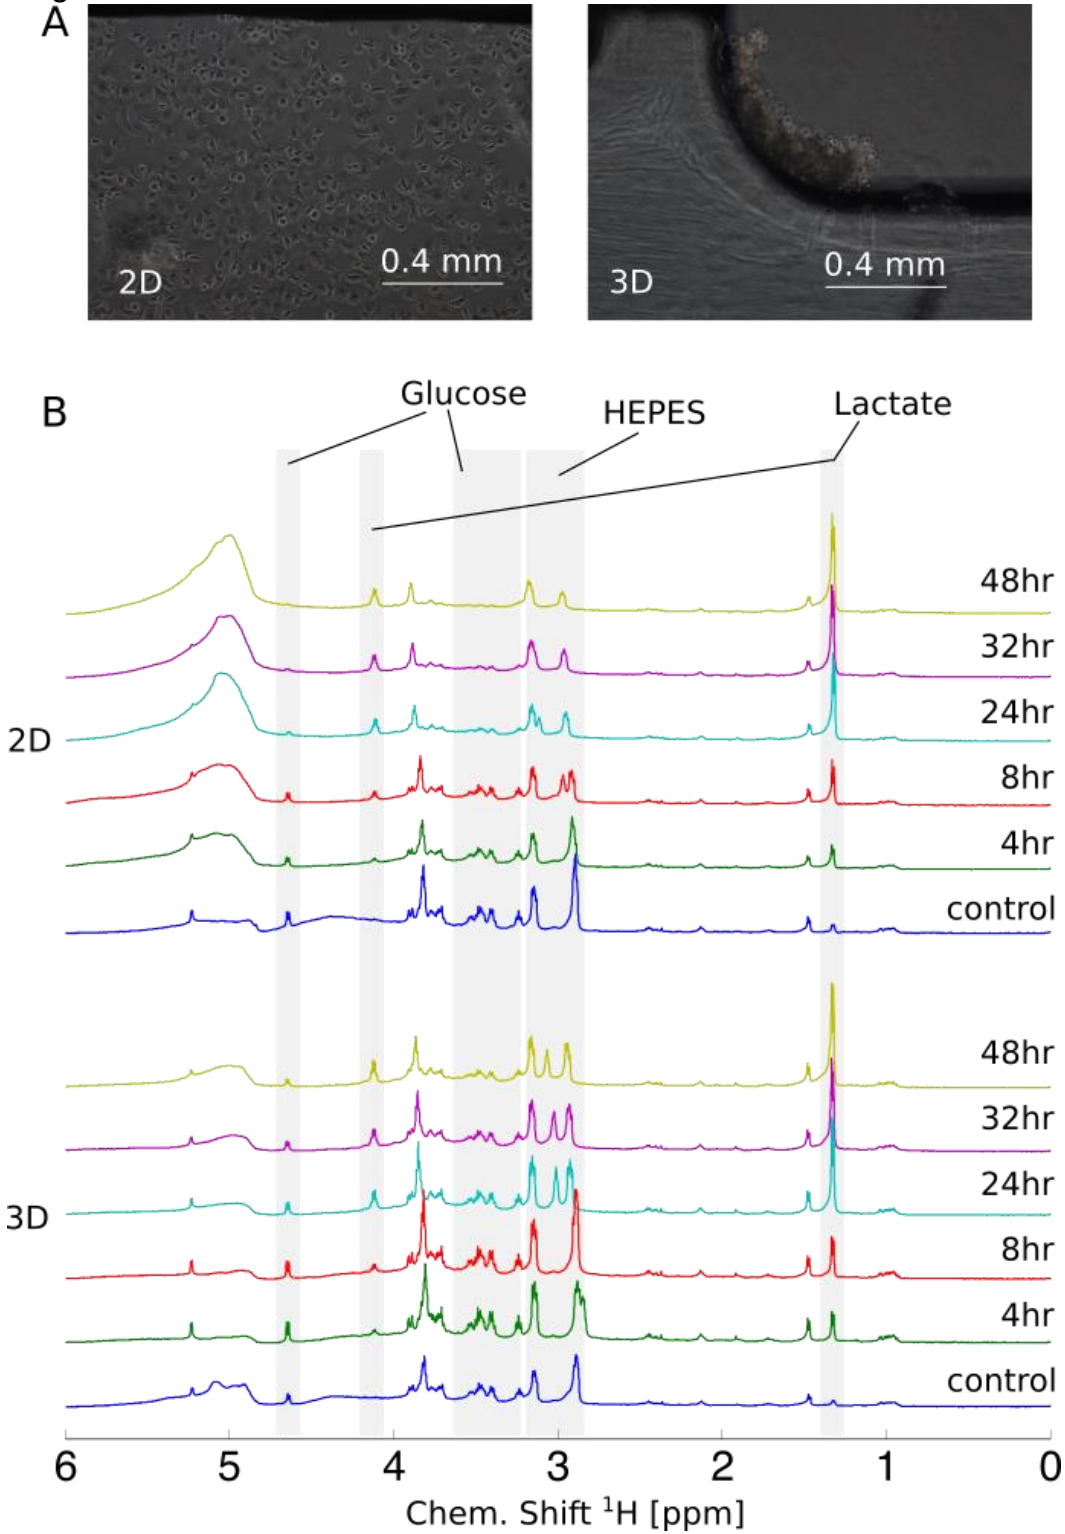 A
2D
0.4 mm
3D
0.4 mm
B
Glucose
HEPES
Lactate
48hr
32hr
24hr
2D
8hr
4hr
control
48hr
32hr
24hr
3D
8hr
4hr
control
6 5 4 3 2 1 0
Chem. Shift ¹H [ppm]